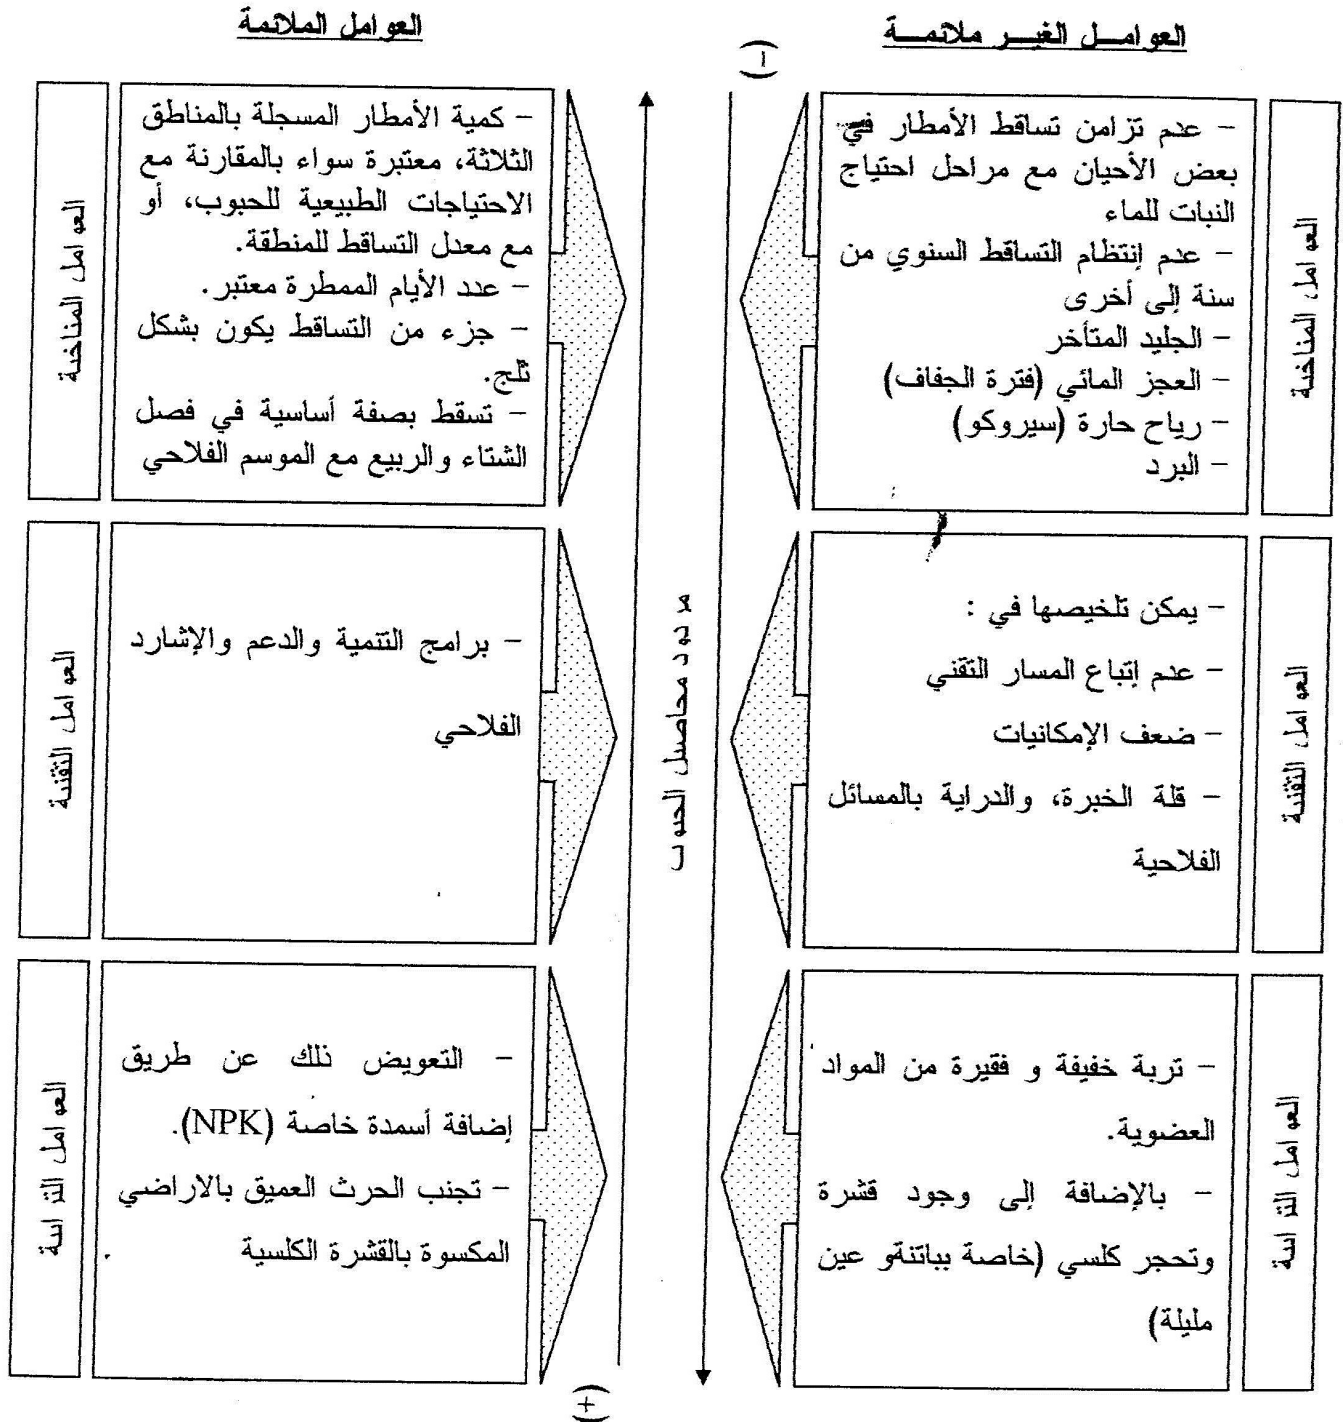 العوامـل الغيـر ملائمـة
العوامل الملائمة
(-)
العوامل المناخية
- عدم تزامن تساقط الأمطار في
بعض الأحيان مع مراحل احتياج
النبات للماء
- عدم إنتظام التساقط السنوي من
سنة إلى أخرى
- الجليد المتأخر
- العجز المائي (فترة الجفاف)
- رياح حارة (سيروكو)
- البرد
العوامل التقنية
- يمكن تلخيصها في :
- عدم إتباع المسار التقني
- ضعف الإمكانيات
- قلة الخبرة، والدراية بالمسائل
الفلاحية
العوامل الترابية
- تربة خفيفة و فقيرة من المواد
العضوية.
- بالإضافة إلى وجود قشرة
وتحجر كلسي (خاصة بباتنةو عين
مليلة)
مردود محاصيل الحبوب
- كمية الأمطار المسجلة بالمناطق
الثلاثة، معتبرة سواء بالمقارنة مع
الاحتياجات الطبيعية للحبوب، أو
مع معدل التساقط للمنطقة.
- عدد الأيام الممطرة معتبر.
- جزء من التساقط يكون بشكل
ثلج.
- تسقط بصفة أساسية في فصل
الشتاء والربيع مع الموسم الفلاحي
العوامل المناخية
- برامج التنمية والدعم والإشارد
الفلاحي
العوامل التقنية
- التعويض ذلك عن طريق
إضافة أسمدة خاصة (NPK).
- تجنب الحرث العميق بالاراضي
المكسوة بالقشرة الكلسية
العوامل الترابية
(+)